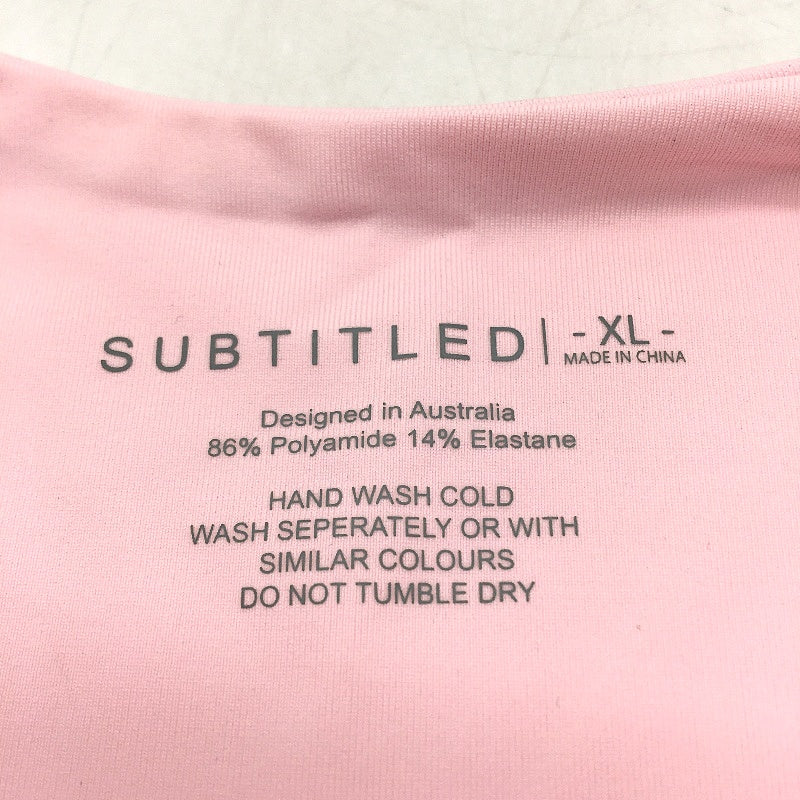 SUBTITLED | - XL -
MADE IN CHINA
Designed in Australia
86% Polyamide 14% Elastane
HAND WASH COLD
WASH SEPERATELY OR WITH
SIMILAR COLOURS
DO NOT TUMBLE DRY